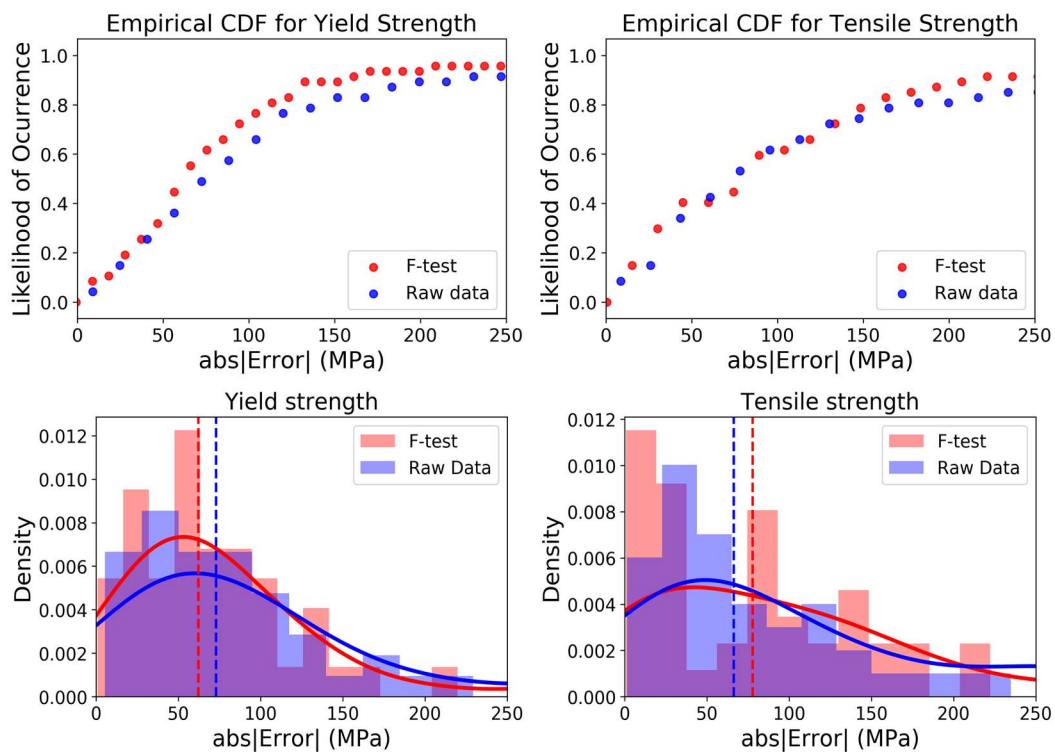 Empirical CDF for Yield Strength
Likelihood of Ocurrence
1.0
0.8
0.6
0.4
0.2
0.0
F-test
Raw data
0 50 100 150 200 250
abs|Error| (MPa)
Empirical CDF for Tensile Strength
Likelihood of Ocurrence
1.0
0.8
0.6
0.4
0.2
0.0
F-test
Raw data
0 50 100 150 200 250
abs|Error| (MPa)
Yield strength
Density
0.012
0.010
0.008
0.006
0.004
0.002
0.000
F-test
Raw Data
0 50 100 150 200 250
abs|Error| (MPa)
Tensile strength
Density
0.012
0.010
0.008
0.006
0.004
0.002
0.000
F-test
Raw Data
0 50 100 150 200 250
abs|Error| (MPa)